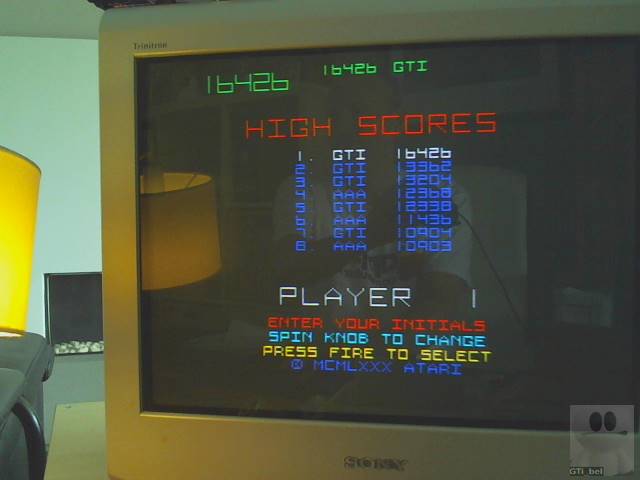 Trinitron
16426 16426 GTI
HIGH SCORES
1. GTI 16426
2. GTI 13362
3. GTI 13204
4. AAA 12368
5. GTI 12338
6. AAA 11436
7. GTI 10904
8. AAA 10903
PLAYER 1
ENTER YOUR INITIALS
SPIN KNOB TO CHANGE
PRESS FIRE TO SELECT
© MCMLXXX ATARI
SONY
GTi_bel